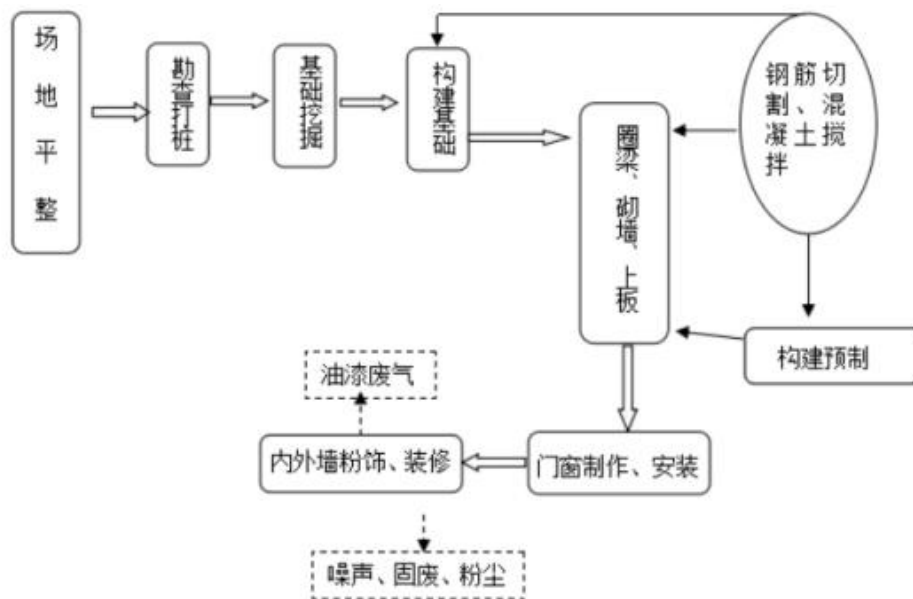 场地平整
勘查打桩
基础挖掘
构建基础
圈梁、砌墙、上板
钢筋切
割、混
凝土搅
拌
构建预制
油漆废气
内外墙粉饰、装修
门窗制作、安装
噪声、固废、粉尘